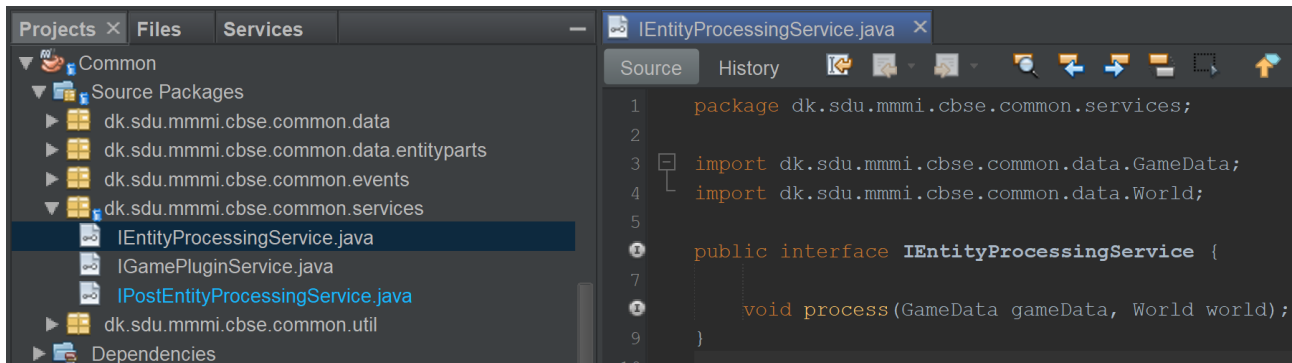 Projects Files Services
Common
Source Packages
dk.sdu.mmmi.cbse.common.data
dk.sdu.mmmi.cbse.common.data.entityparts
dk.sdu.mmmi.cbse.common.events
dk.sdu.mmmi.cbse.common.services
IEntityProcessingService.java
IGamePluginService.java
IPostEntityProcessingService.java
dk.sdu.mmmi.cbse.common.util
Dependencies
IEntityProcessingService.java
Source History
1 package dk.sdu.mmmi.cbse.common.services;
2
3 import dk.sdu.mmmi.cbse.common.data.GameData;
4 import dk.sdu.mmmi.cbse.common.data.World;
5
public interface IEntityProcessingService {
7
void process(GameData gameData, World world);
9 }